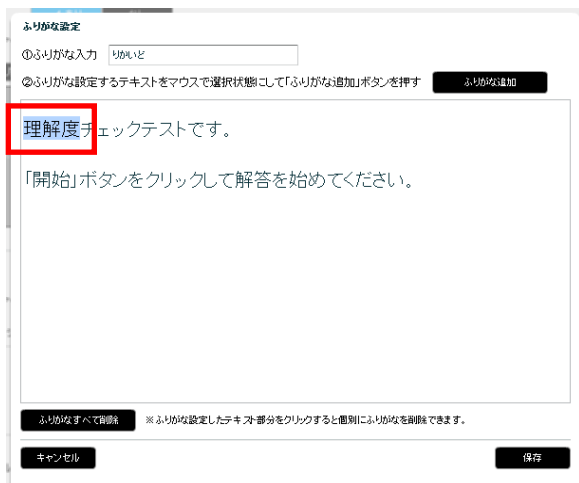 ふりがな設定
①ふりがな入力 りかいど
②ふりがな設定するテキストをマウスで選択状態にして「ふりがな追加」ボタンを押す ふりがな追加
理解度チェックテストです。
「開始」ボタンをクリックして解答を始めてください。
ふりがなすべて削除 ※ふりがな設定したテキスト部分をクリックすると個別にふりがなを削除できます。
キャンセル 保存